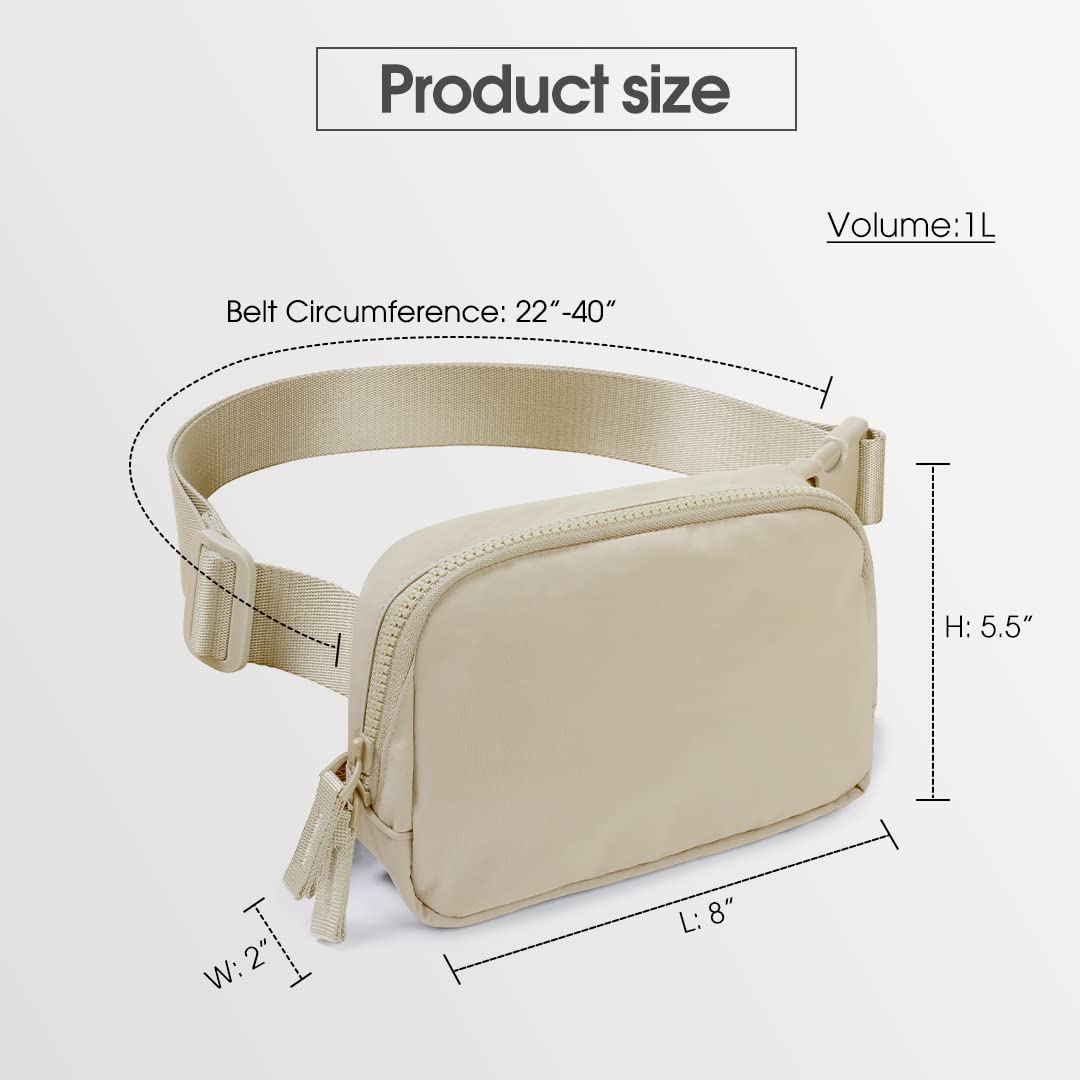 Product size
Volume:1L
Belt Circumference: 22”-40”
H: 5.5”
L: 8”
W: 2”